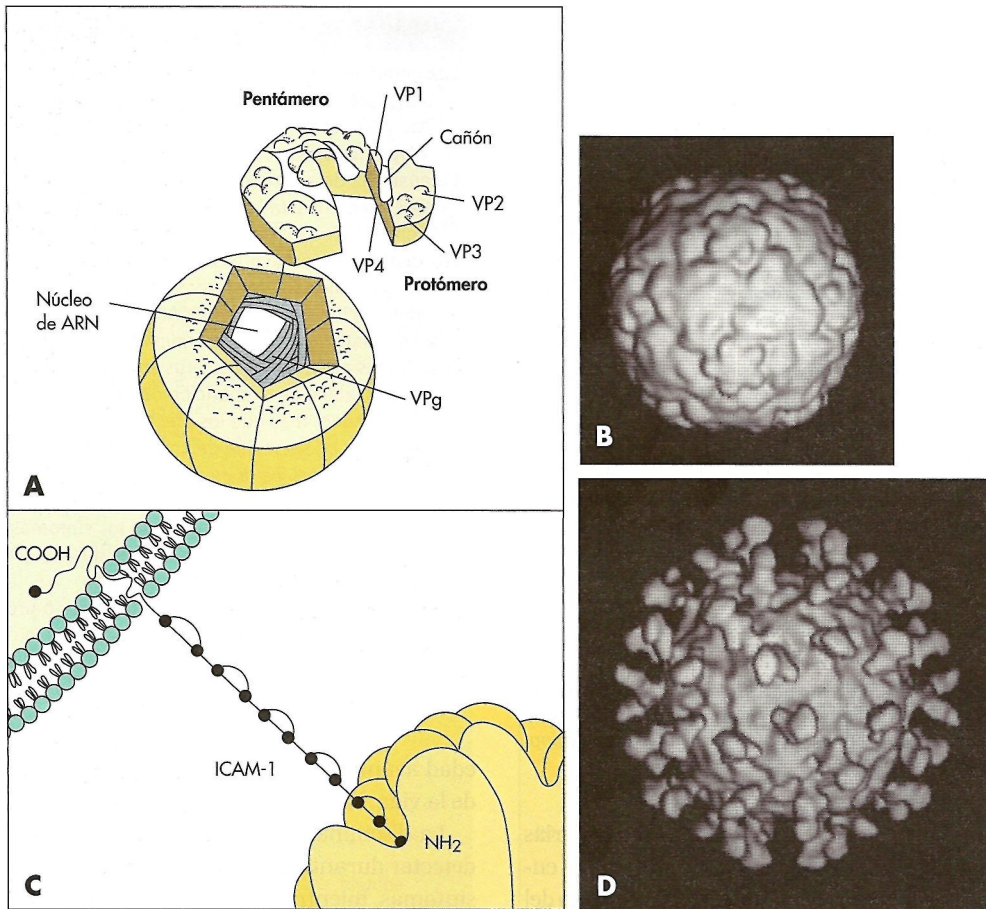 Pentámero
VP1
Cañón
VP2
VP3
VP4
Protómero
Núcleo
de ARN
VPg
A
B
COOH
ICAM-1
NH2
C
D